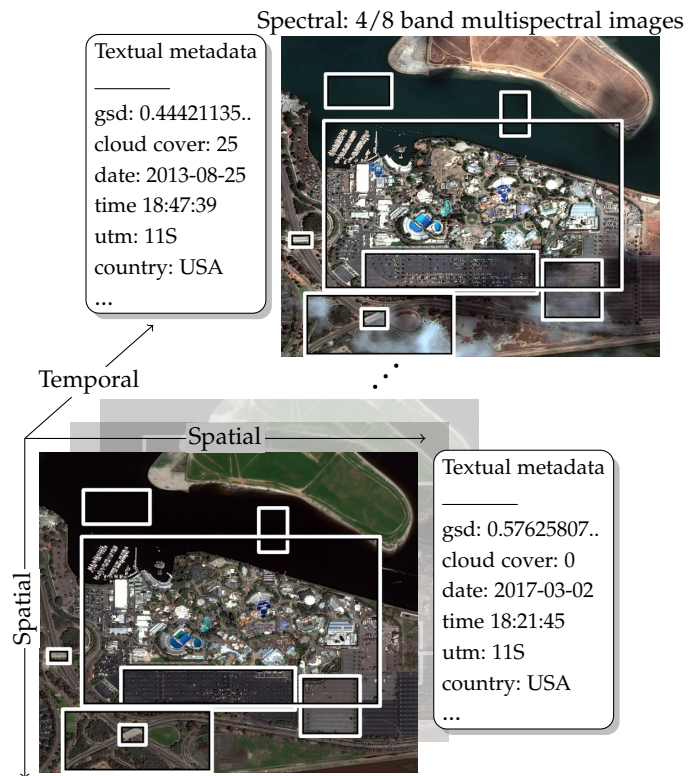 Spectral: 4/8 band multispectral images
Textual metadata
gsd: 0.44421135..
cloud cover: 25
date: 2013-08-25
time 18:47:39
utm: 11S
country: USA
...
Temporal
Spatial
Spatial
Textual metadata
gsd: 0.57625807..
cloud cover: 0
date: 2017-03-02
time 18:21:45
utm: 11S
country: USA
...